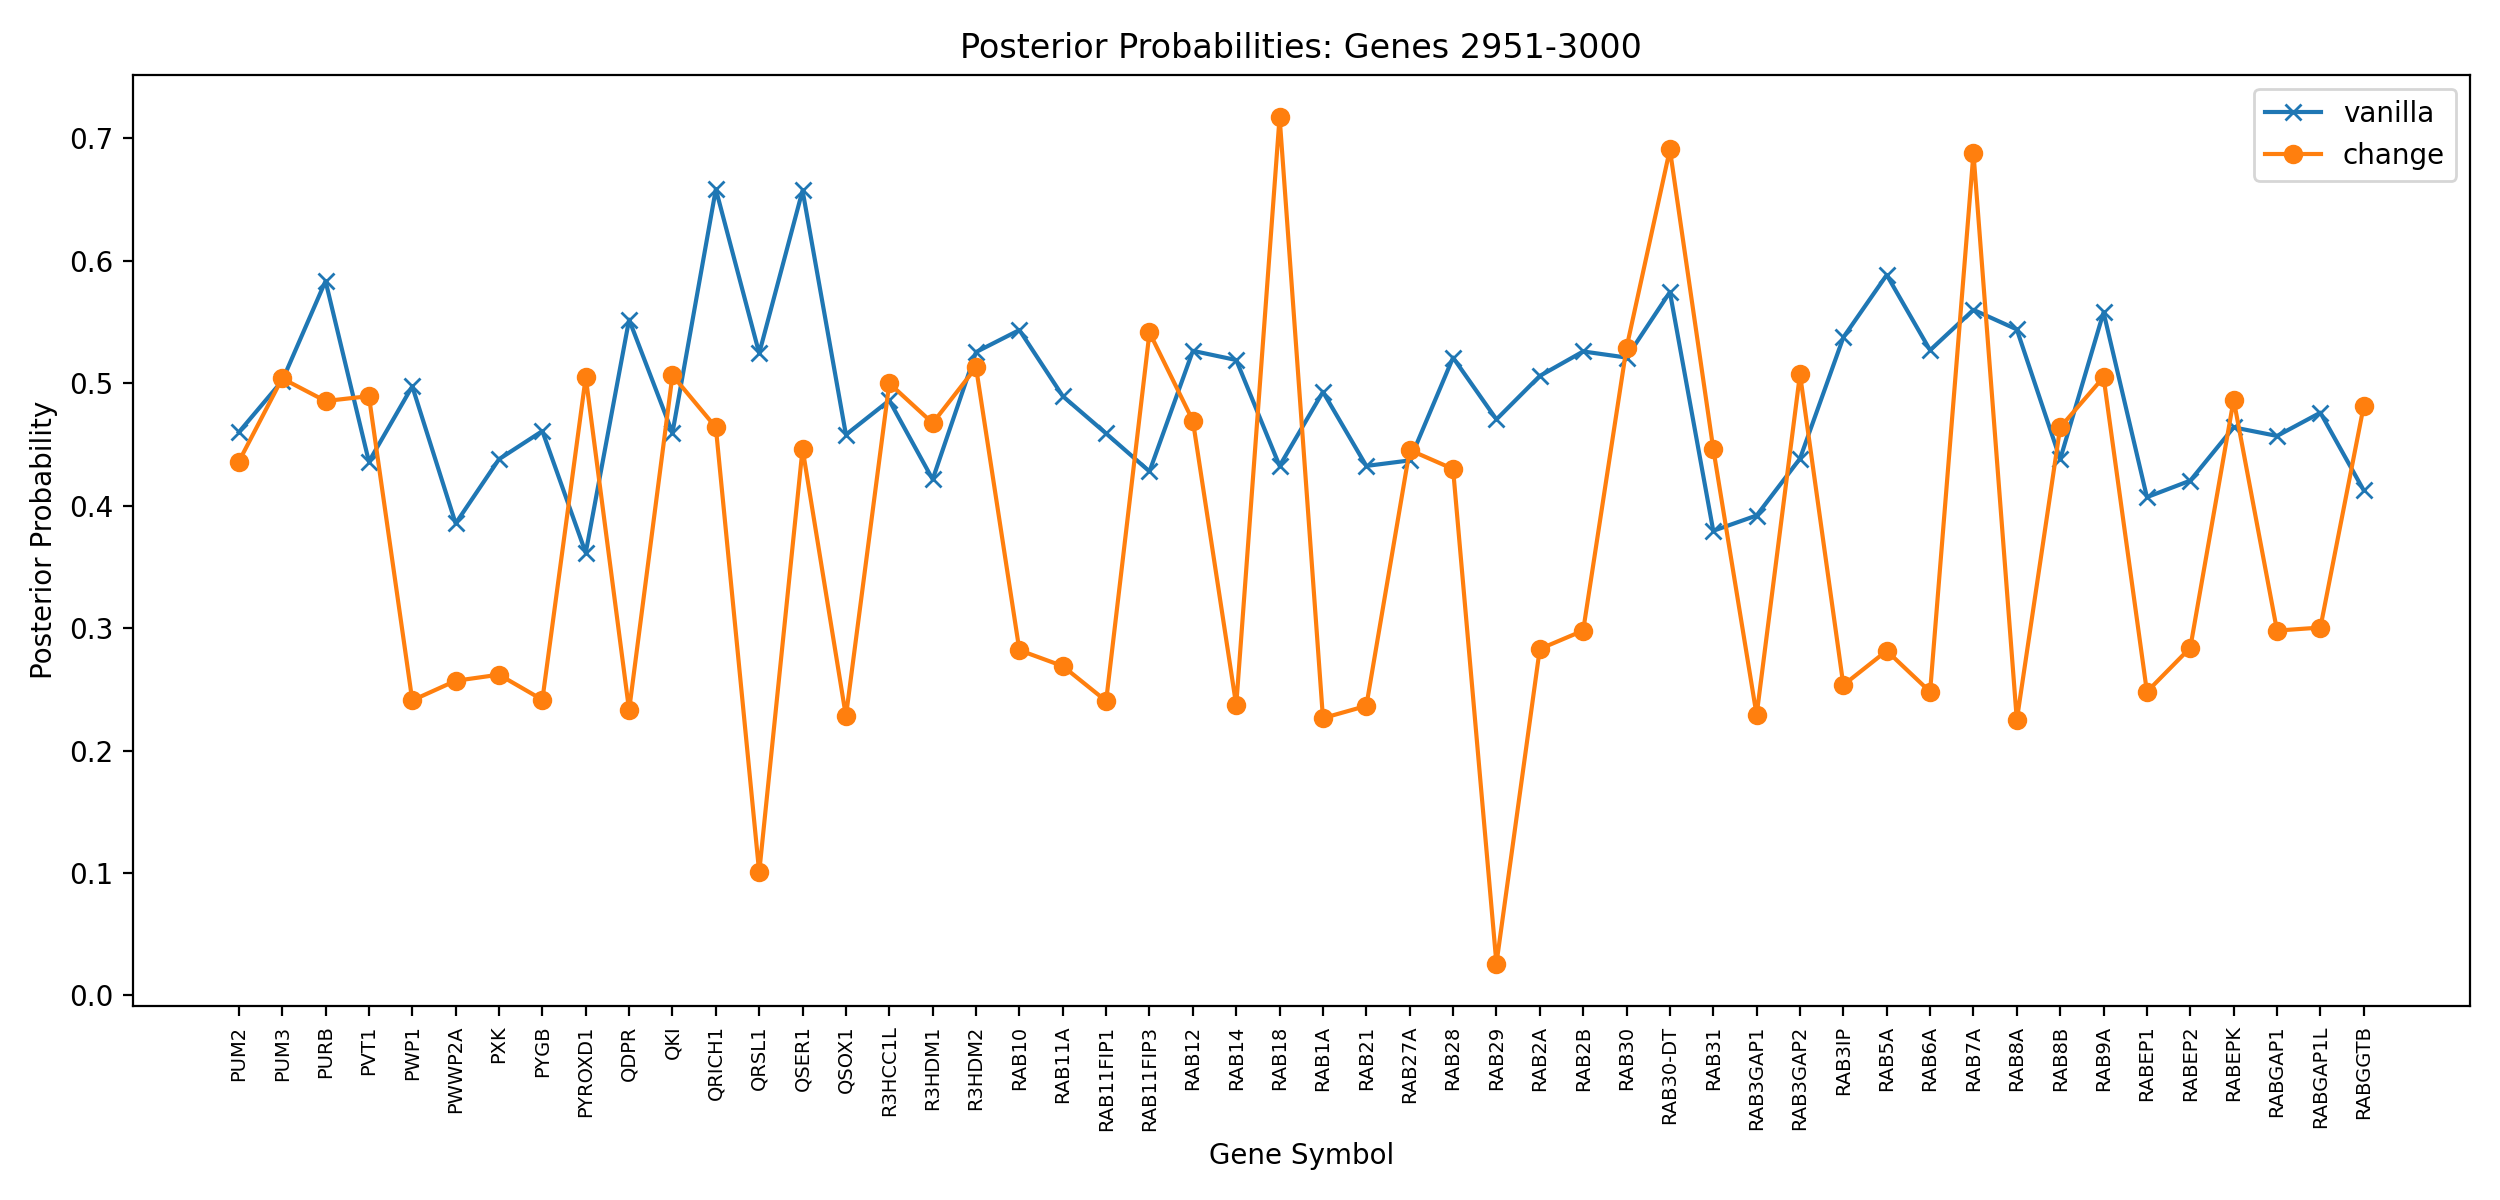 Posterior Probabilities: Genes 2951-3000
vanilla
change
Posterior Probability
0.7
0.6
0.5
0.4
0.3
0.2
0.1
0.0
PUM2
PUM3
PURB
PVT1
PWP1
PWWP2A
PXK
PYGB
PYROXD1
QDPR
QKI
QRICH1
QRSL1
QSER1
QSOX1
R3HCC1L
R3HDM1
R3HDM2
RAB10
RAB11A
RAB11FIP1
RAB11FIP3
RAB12
RAB14
RAB18
RAB1A
RAB21
RAB27A
RAB28
RAB29
RAB2A
RAB2B
RAB30
RAB30-DT
RAB31
RAB3GAP1
RAB3GAP2
RAB3IP
RAB5A
RAB6A
RAB7A
RAB8A
RAB8B
RAB9A
RABEP1
RABEP2
RABEPK
RABGAP1
RABGAP1L
RABGGTB
Gene Symbol